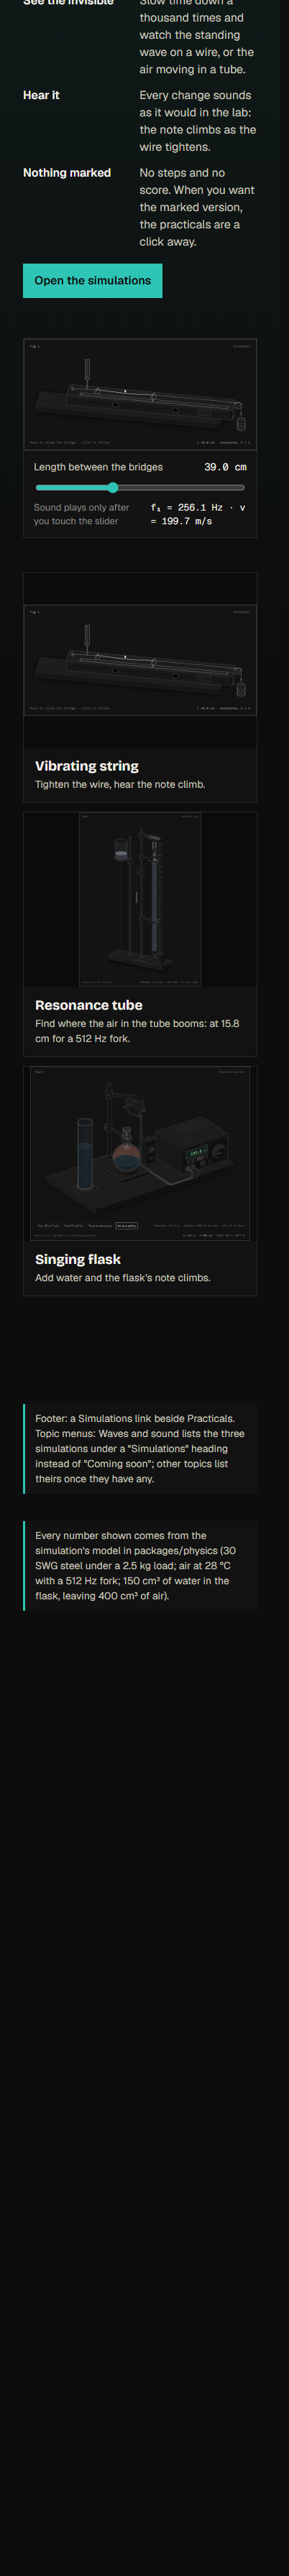 See the invisible
Slow time down a
thousand times and
watch the standing
wave on a wire, or the
air moving in a tube.
Hear it
Every change sounds
as it would in the lab:
the note climbs as the
wire tightens.
Nothing marked
No steps and no
score. When you want
the marked version,
the practicals are a
click away.
Open the simulations
Length between the bridges
39.0 cm
Sound plays only after
you touch the slider
f₁ = 256.1 Hz · v
= 199.7 m/s
Vibrating string
Tighten the wire, hear the note climb.
Resonance tube
Find where the air in the tube booms: at 15.8
cm for a 512 Hz fork.
Singing flask
Add water and the flask's note climbs.
Footer: a Simulations link beside Practicals.
Topic menus: Waves and sound lists the three
simulations under a "Simulations" heading
instead of "Coming soon"; other topics list
theirs once they have any.
Every number shown comes from the
simulation's model in packages/physics (30
SWG steel under a 2.5 kg load; air at 28 °C
with a 512 Hz fork; 150 cm³ of water in the
flask, leaving 400 cm³ of air).